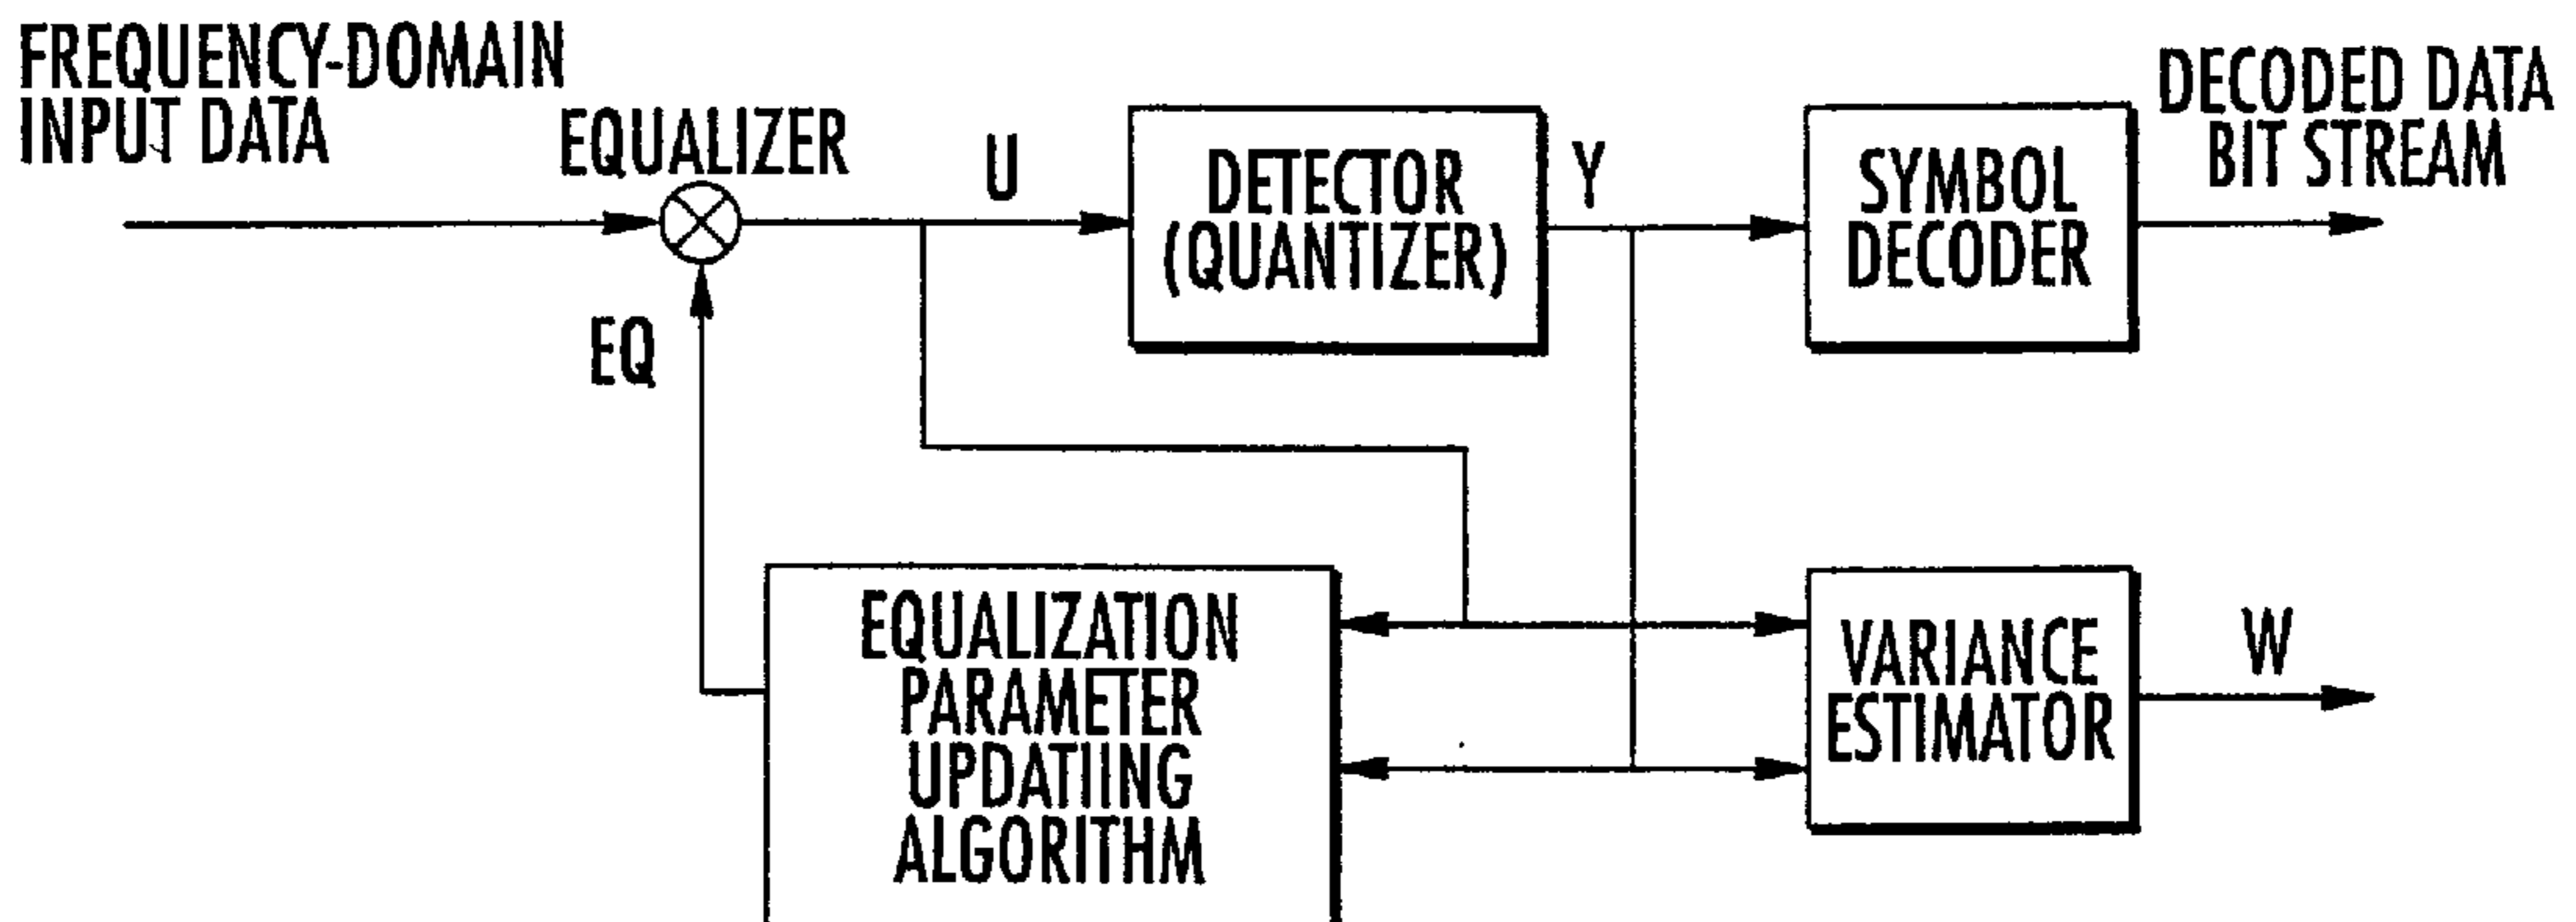 FREQUENCY-DOMAIN
INPUT DATA
EQUALIZER
U
DETECTOR
(QUANTIZER)
Y
SYMBOL
DECODER
DECODED DATA
BIT STREAM
EQ
EQUALIZATION
PARAMETER
UPDATIING
ALGORITHM
VARIANCE
ESTIMATOR
W